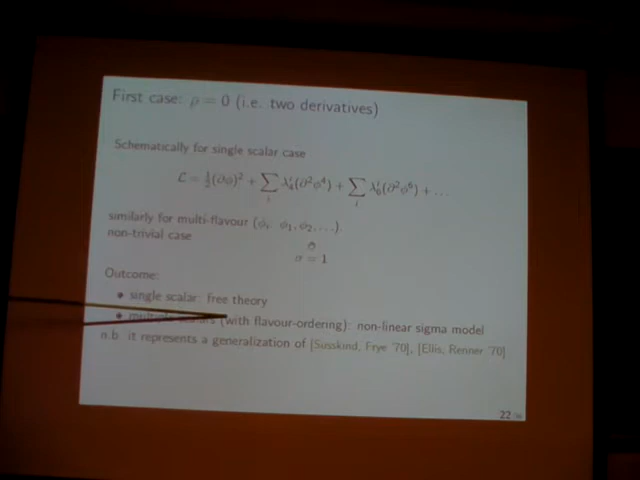 First case: ρ = 0 (i.e. two derivatives)
Schematically for single scalar case
ℒ = ½(∂φ)² + ∑ᵢ λ₄ⁱ(∂²φ⁴) + ∑ᵢ λ₆ⁱ(∂²φ⁶) + …
similarly for multi-flavour (φᵢ φ₁, φ₂, …).
non-trivial case
σ = 1
Outcome:
• single scalar: free theory
• multiple scalars (with flavour-ordering): non-linear sigma model
n.b. it represents a generalization of [Susskind, Frye '70], [Ellis, Renner '70]
22